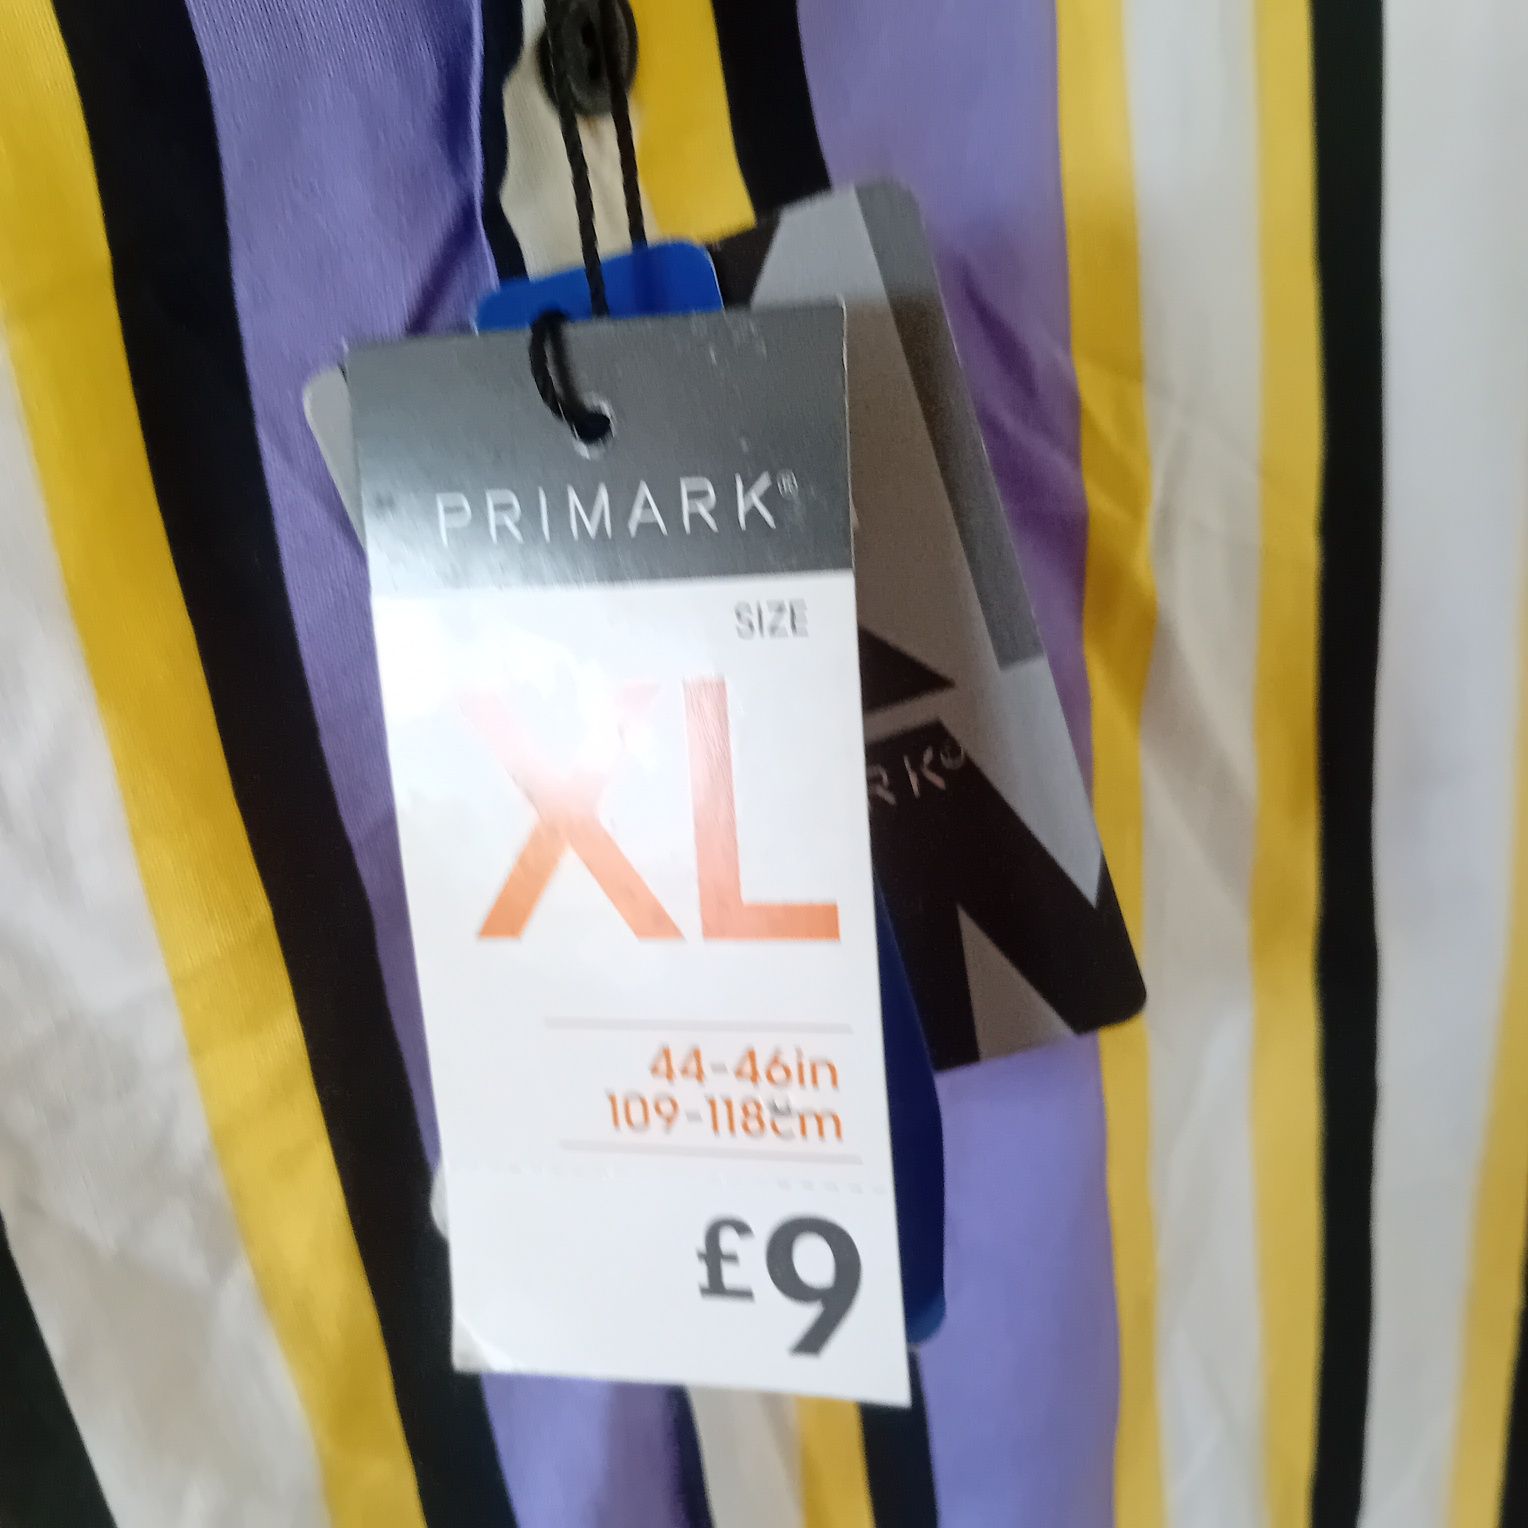 PRIMARK®
SIZE
XL
RK®
44-46in
109-118cm
£9